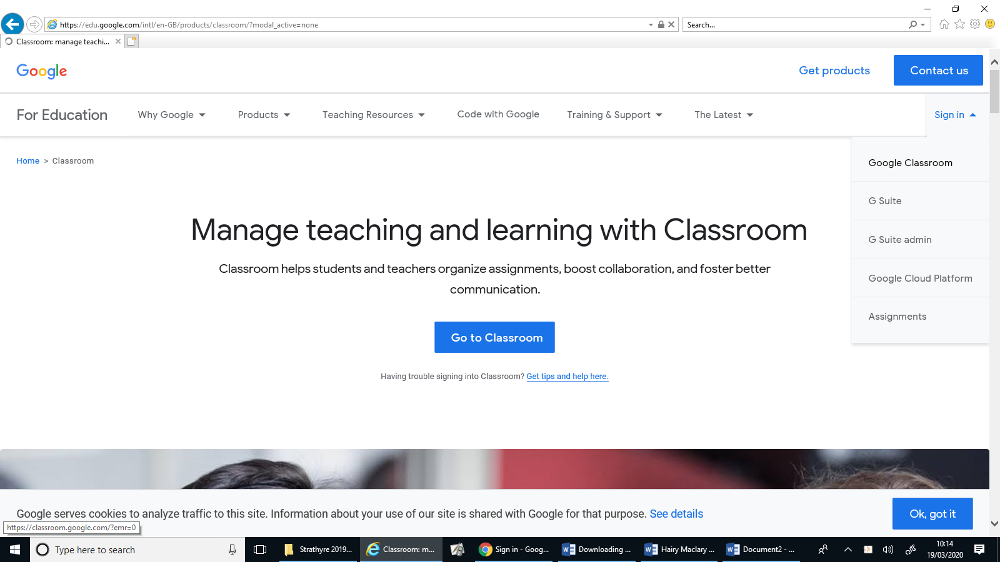 https://edu.google.com/intl/en-GB/products/classroom/?modal_active=none
Search...
Classroom: manage teachi...
Google
Get products
Contact us
For Education
Why Google
Products
Teaching Resources
Code with Google
Training & Support
The Latest
Sign in
Home > Classroom
Google Classroom
G Suite
G Suite admin
Google Cloud Platform
Assignments
Manage teaching and learning with Classroom
Classroom helps students and teachers organize assignments, boost collaboration, and foster better
communication.
Go to Classroom
Having trouble signing into Classroom? Get tips and help here.
Google serves cookies to analyze traffic to this site. Information about your use of our site is shared with Google for that purpose. See details
Ok, got it
https://classroom.google.com/?emr=0
Type here to search
Strathyre 2019...
Classroom: m...
Sign in - Goog...
Downloading ...
Hairy Maclary ...
Document2 - ...
10:14
19/03/2020